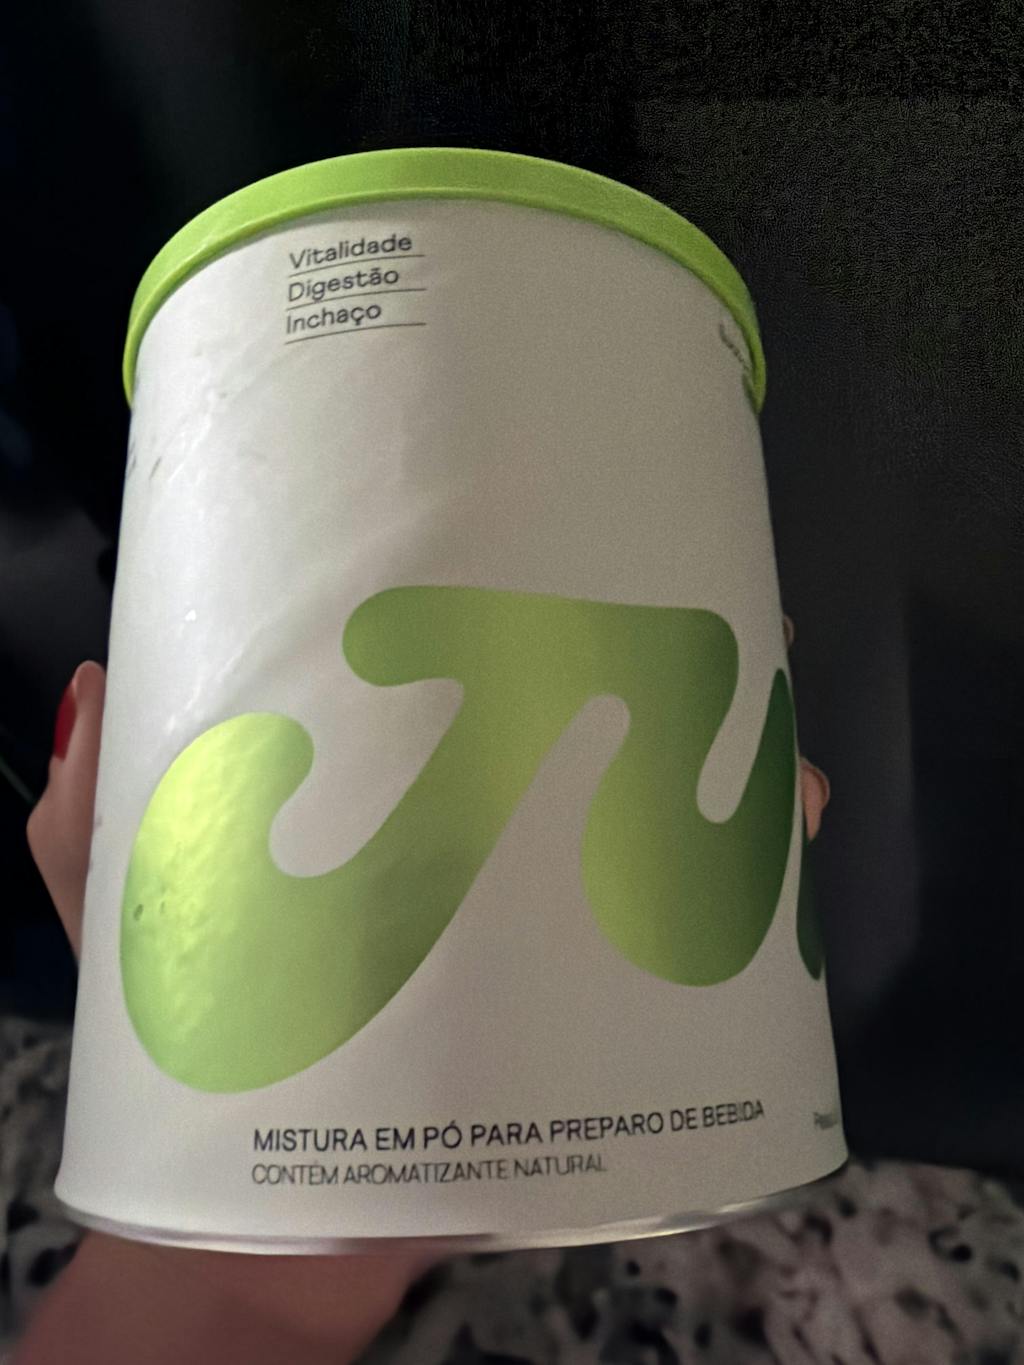 Vitalidade
Digestão
Inchaço
MISTURA EM PÓ PARA PREPARO DE BEBIDA
CONTÉM AROMATIZANTE NATURAL